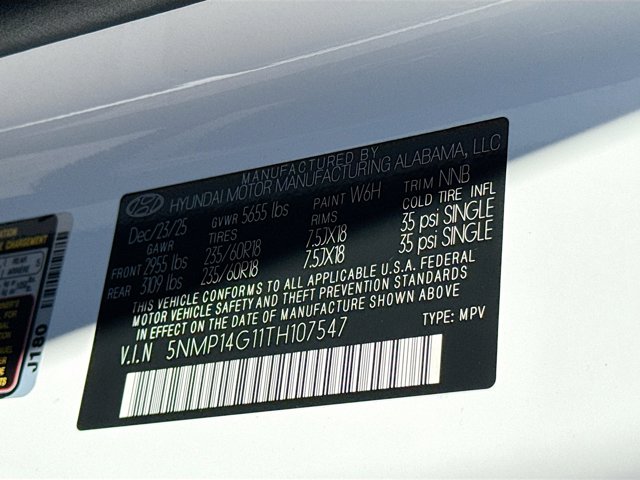 MANUFACTURED BY
HYUNDAI MOTOR MANUFACTURING ALABAMA, LLC
Dec/23/25 GVWR 5655 lbs PAINT W6H TRIM NNB
GAWR TIRES RIMS COLD TIRE INFL
FRONT 2955 lbs 235/60R18 7.5JX18 35 psi SINGLE
REAR 3109 lbs 235/60R18 7.5JX18 35 psi SINGLE
THIS VEHICLE CONFORMS TO ALL APPLICABLE U.S.A. FEDERAL
MOTOR VEHICLE SAFETY AND THEFT PREVENTION STANDARDS
IN EFFECT ON THE DATE OF MANUFACTURE SHOWN ABOVE
V.I.N 5NMP14G11TH107547 TYPE: MPV
J180